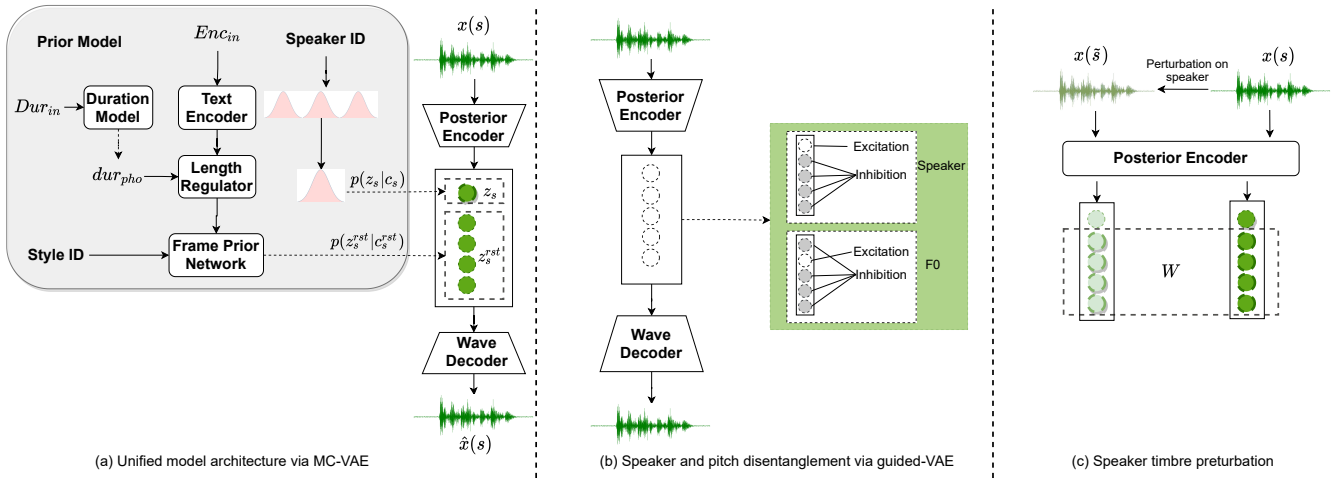 Prior Model
Enc_in
Speaker ID
Dur_in
Duration
Model
Text
Encoder
dur_pho
Length
Regulator
p(z_s|c_s)
Style ID
Frame Prior
Network
p(z_s^rst|c_s^rst)
x(s)
Posterior
Encoder
z_s
z_s^rst
Wave
Decoder
x̂(s)
(a) Unified model architecture via MC-VAE
Posterior
Encoder
Excitation
Inhibition
Speaker
Excitation
Inhibition
F0
Wave
Decoder
(b) Speaker and pitch disentanglement via guided-VAE
x(s̃)
Perturbation on
speaker
x(s)
Posterior Encoder
W
(c) Speaker timbre preturbation